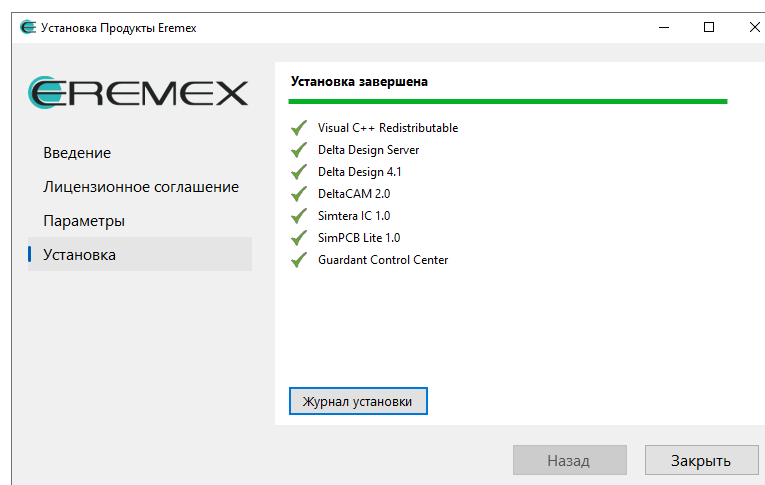 Установка Продукты Eremex
EREMEX
Введение
Лицензионное соглашение
Параметры
Установка
Установка завершена
Visual C++ Redistributable
Delta Design Server
Delta Design 4.1
DeltaCAM 2.0
Simtera IC 1.0
SimPCB Lite 1.0
Guardant Control Center
Журнал установки
Назад
Закрыть